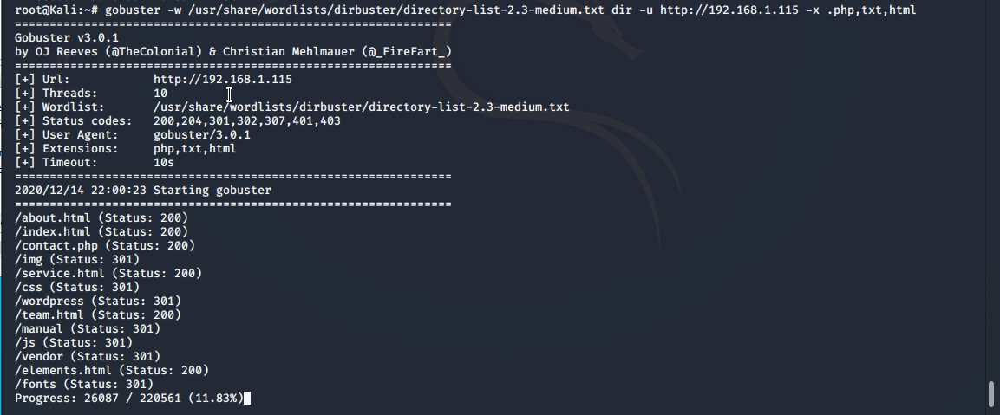 root@Kali:~# gobuster -w /usr/share/wordlists/dirbuster/directory-list-2.3-medium.txt dir -u http://192.168.1.115 -x .php,txt,html
===============================================================
Gobuster v3.0.1
by OJ Reeves (@TheColonial) & Christian Mehlmauer (@_FireFart_)
===============================================================
[+] Url:            http://192.168.1.115
[+] Threads:        10
[+] Wordlist:       /usr/share/wordlists/dirbuster/directory-list-2.3-medium.txt
[+] Status codes:   200,204,301,302,307,401,403
[+] User Agent:     gobuster/3.0.1
[+] Extensions:     php,txt,html
[+] Timeout:        10s
===============================================================
2020/12/14 22:00:23 Starting gobuster
===============================================================
/about.html (Status: 200)
/index.html (Status: 200)
/contact.php (Status: 200)
/img (Status: 301)
/service.html (Status: 200)
/css (Status: 301)
/wordpress (Status: 301)
/team.html (Status: 200)
/manual (Status: 301)
/js (Status: 301)
/vendor (Status: 301)
/elements.html (Status: 200)
/fonts (Status: 301)
Progress: 26087 / 220561 (11.83%)